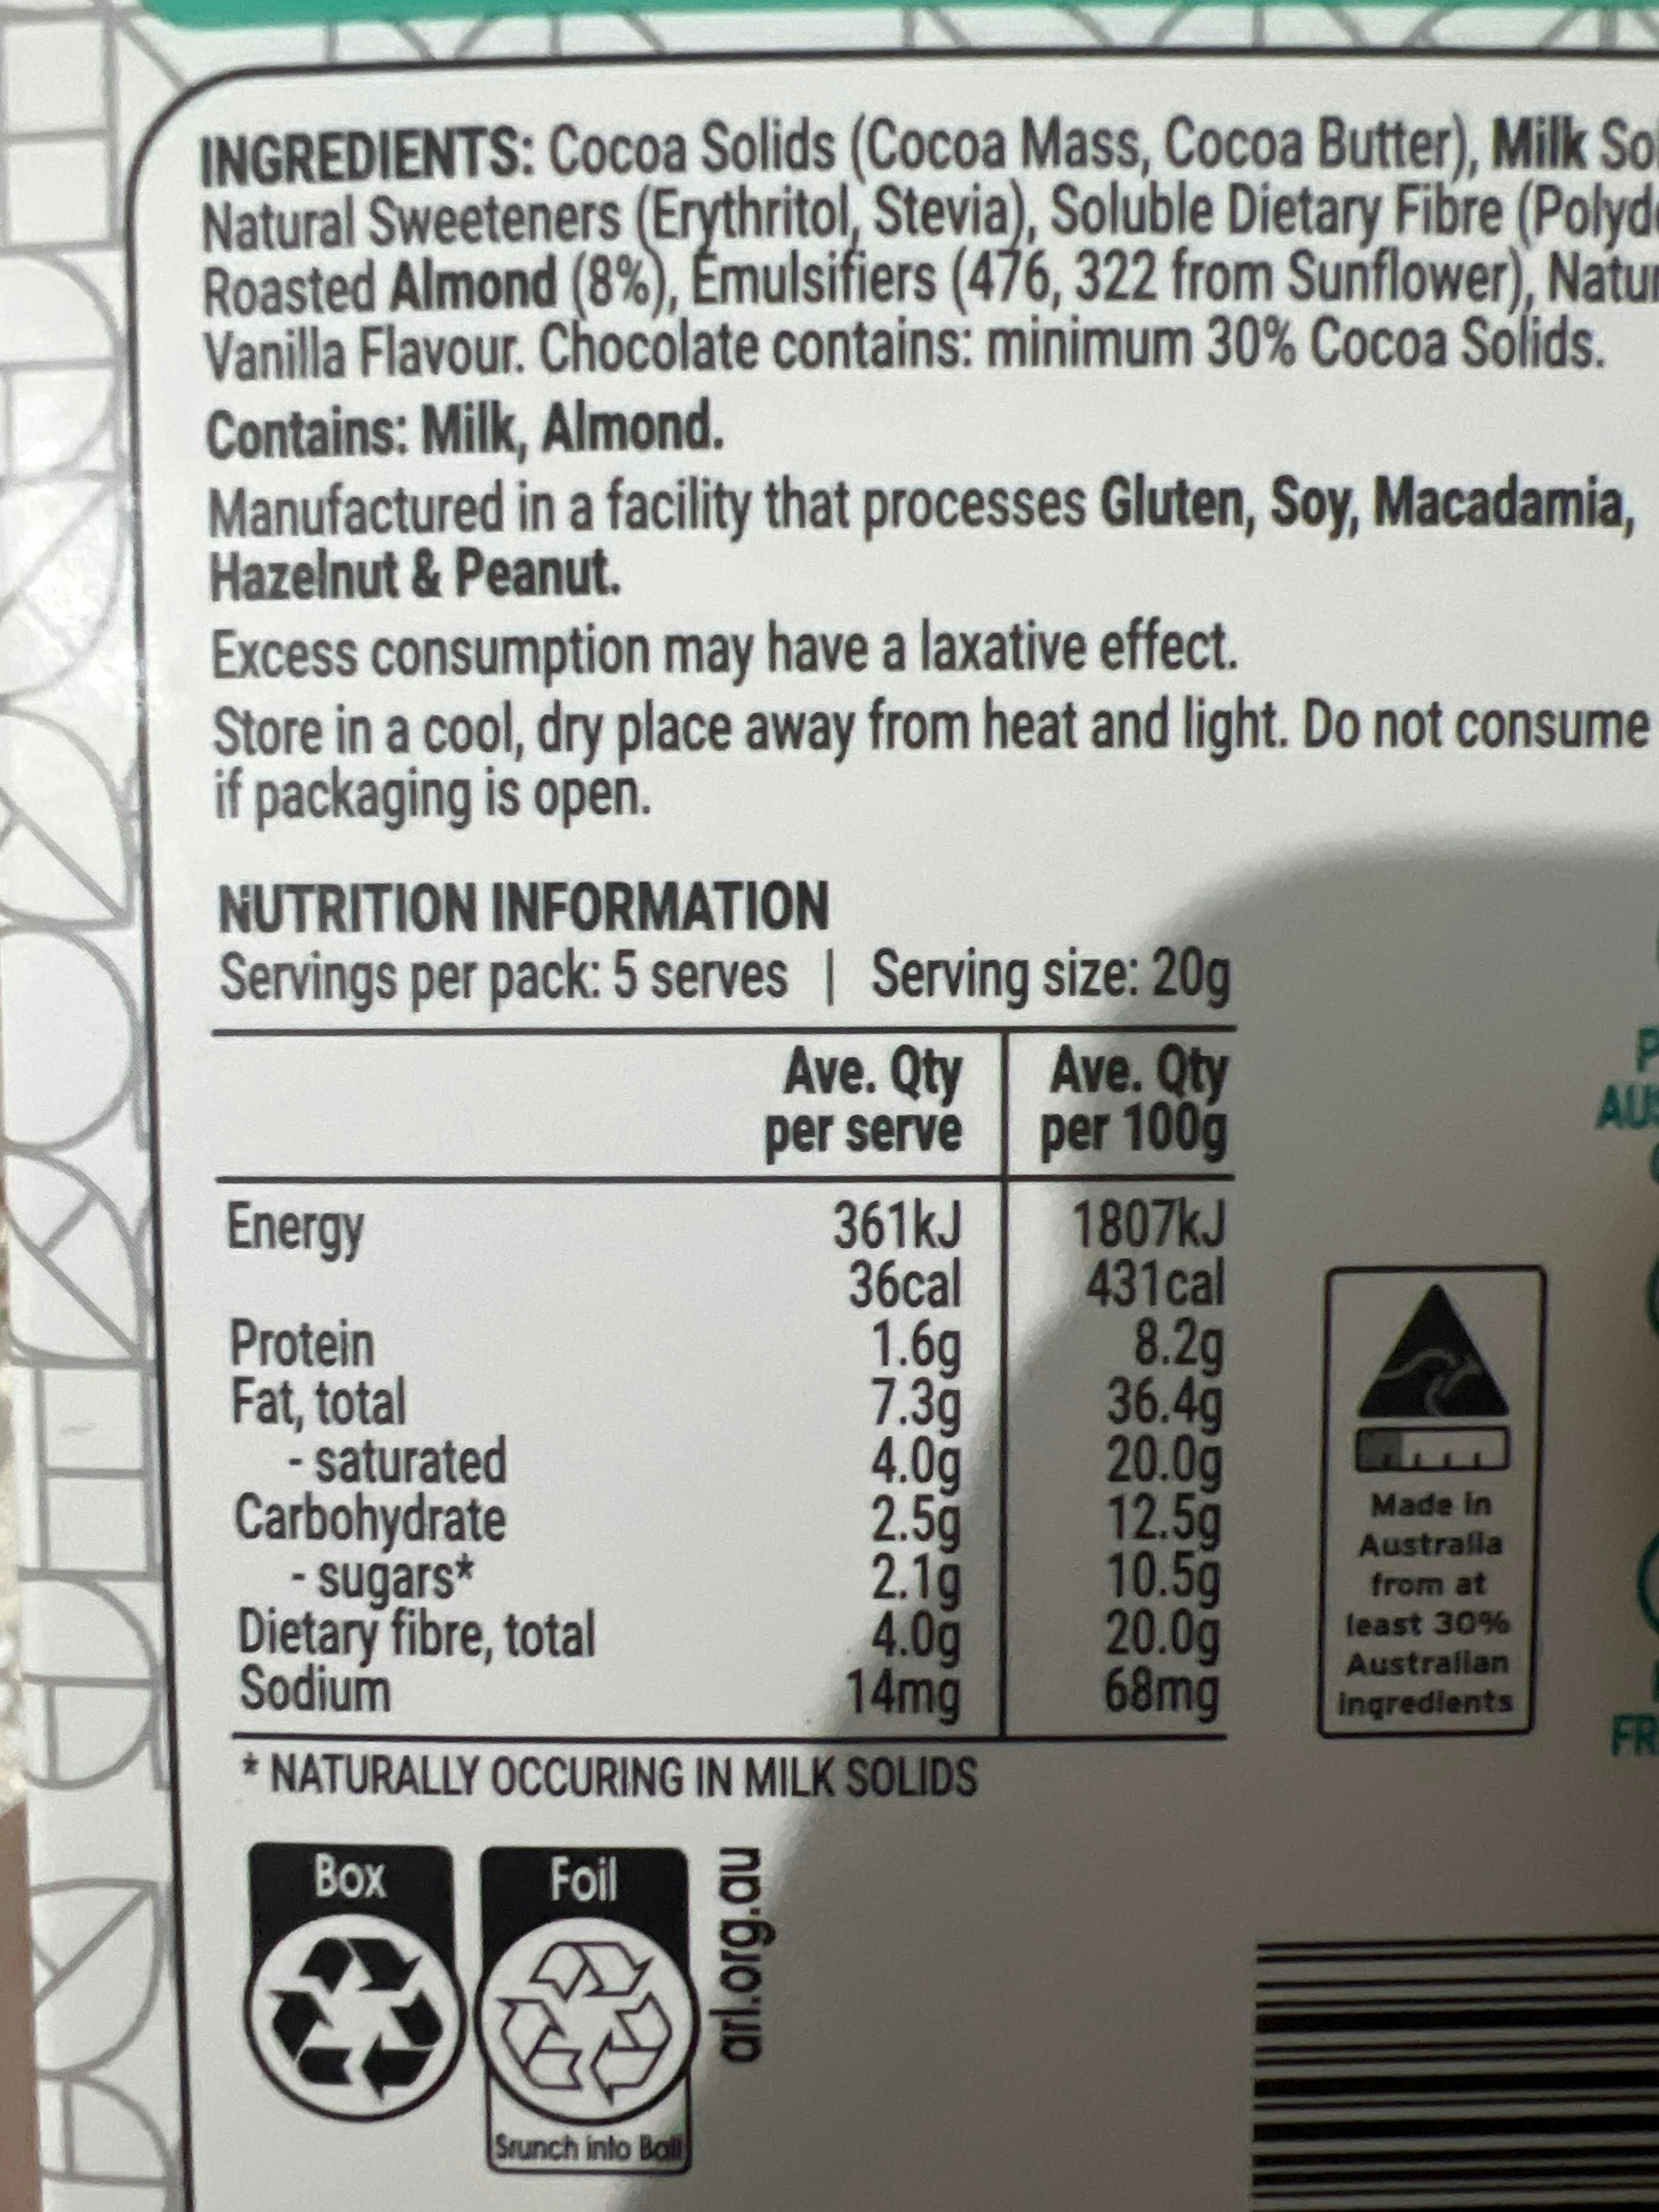 INGREDIENTS: Cocoa Solids (Cocoa Mass, Cocoa Butter), Milk So
Natural Sweeteners (Erythritol, Stevia), Soluble Dietary Fibre (Polyd
Roasted Almond (8%), Emulsifiers (476, 322 from Sunflower), Natur
Vanilla Flavour. Chocolate contains: minimum 30% Cocoa Solids.
Contains: Milk, Almond.
Manufactured in a facility that processes Gluten, Soy, Macadamia,
Hazelnut & Peanut.
Excess consumption may have a laxative effect.
Store in a cool, dry place away from heat and light. Do not consume
if packaging is open.
NUTRITION INFORMATION
Servings per pack: 5 serves | Serving size: 20g
Ave. Qty Ave. Qty
per serve per 100g
Energy 361kJ 1807kJ
36cal 431cal
Protein 1.6g 8.2g
Fat, total 7.3g 36.4g
- saturated 4.0g 20.0g
Carbohydrate 2.5g 12.5g
- sugars* 2.1g 10.5g
Dietary fibre, total 4.0g 20.0g
Sodium 14mg 68mg
* NATURALLY OCCURING IN MILK SOLIDS
Made in
Australia
from at
least 30%
Australian
ingredients
Box
Foil
arl.org.au
Srunch into Ball
AUS
FR